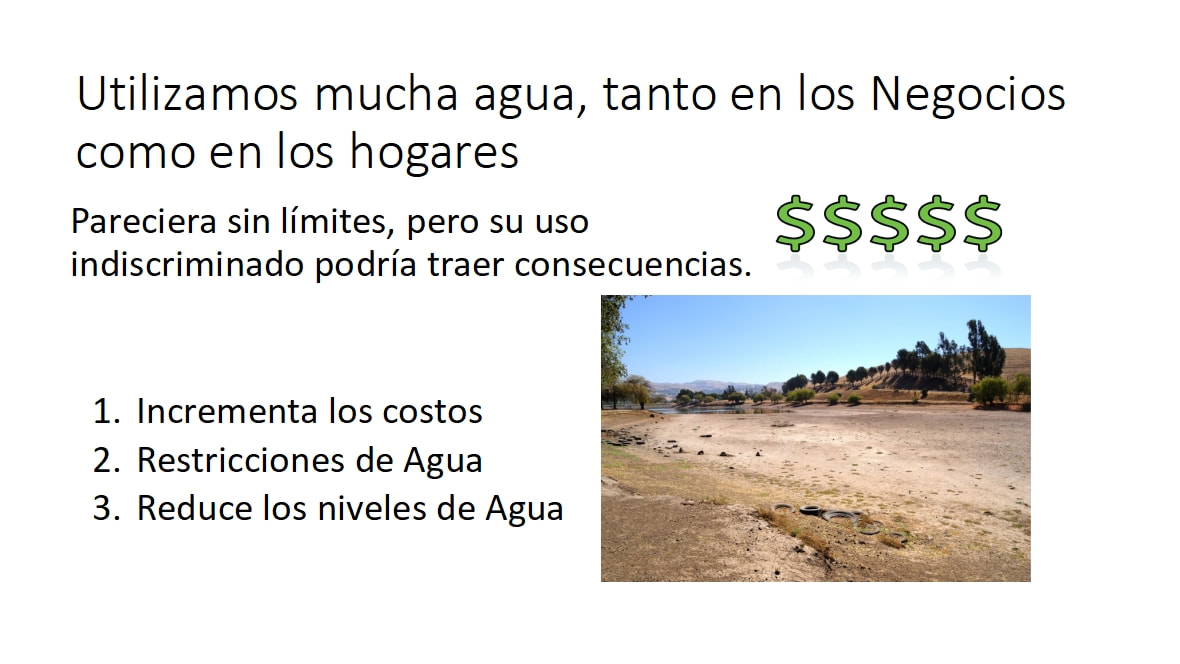 Utilizamos mucha agua, tanto en los Negocios
como en los hogares
Pareciera sin límites, pero su uso
indiscriminado podría traer consecuencias.
$$$$$
1. Incrementa los costos
2. Restricciones de Agua
3. Reduce los niveles de Agua